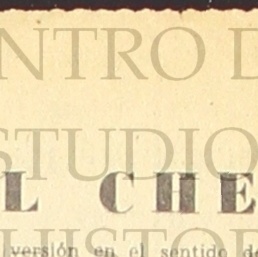 NTRO D
STUDIO
L CHE
versión en el sentido de
HISTOR